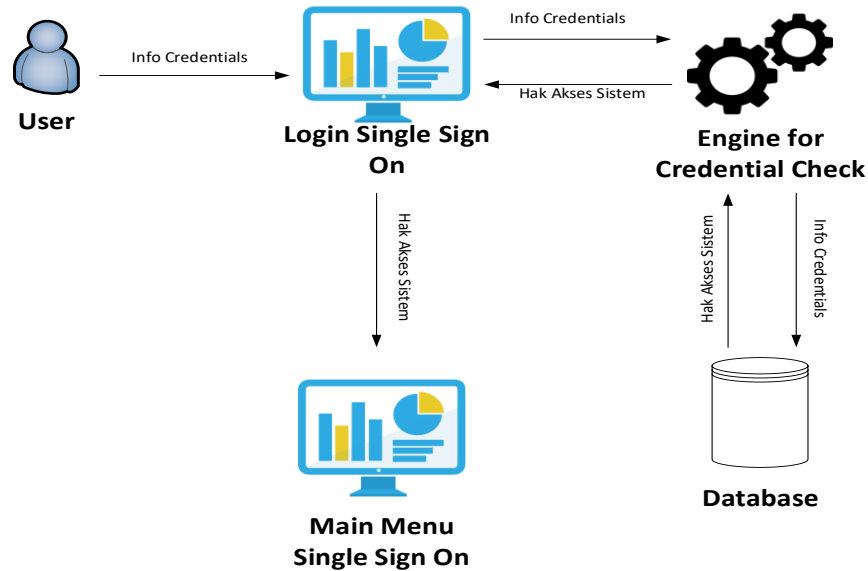 Info Credentials
Info Credentials
Hak Akses Sistem
User
Login Single Sign
On
Engine for
Credential Check
Hak Akses Sistem
Hak Akses Sistem
Info Credentials
Database
Main Menu
Single Sign On